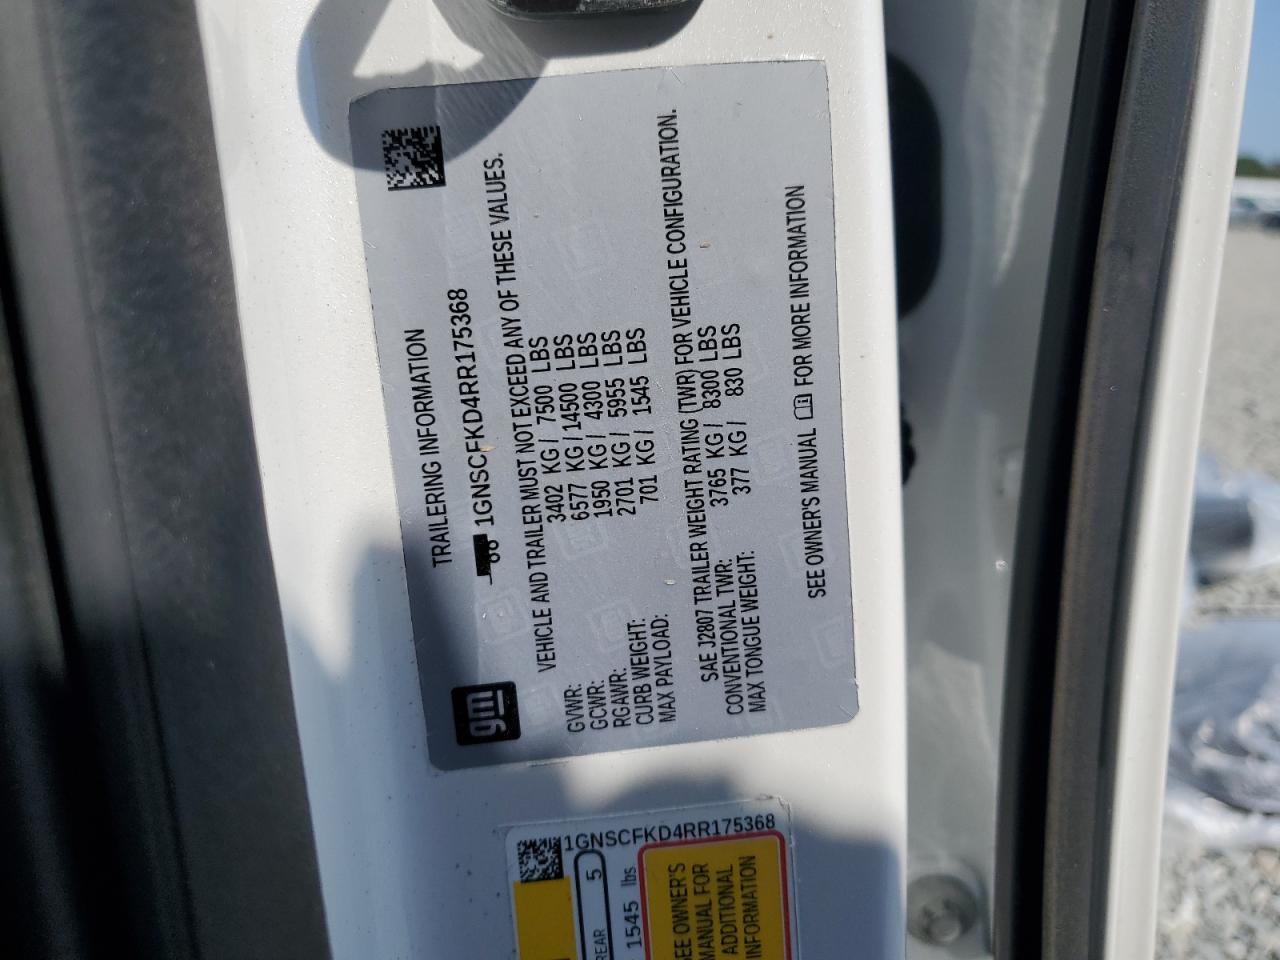 TRAILERING INFORMATION
gm
1GNSCFKD4RR175368
VEHICLE AND TRAILER MUST NOT EXCEED ANY OF THESE VALUES.
GVWR: 3402 KG / 7500 LBS
GCWR: 6577 KG / 14500 LBS
RGAWR: 1950 KG / 4300 LBS
CURB WEIGHT: 2701 KG / 5955 LBS
MAX PAYLOAD: 701 KG / 1545 LBS
SAE J2807 TRAILER WEIGHT RATING (TWR) FOR VEHICLE CONFIGURATION.
CONVENTIONAL TWR: 3765 KG / 8300 LBS
MAX TONGUE WEIGHT: 377 KG / 830 LBS
SEE OWNER'S MANUAL FOR MORE INFORMATION
1GNSCFKD4RR175368
REAR 5
1545 lbs
SEE OWNER'S
MANUAL FOR
ADDITIONAL
INFORMATION